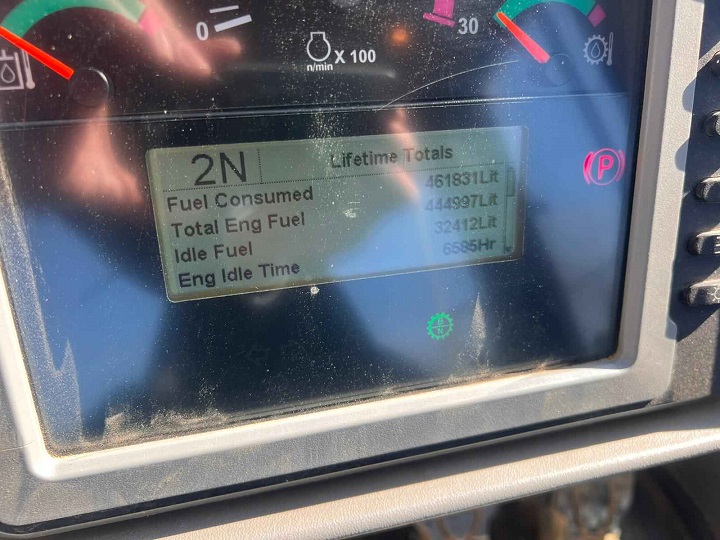 0
n/min X 100
30
2N Lifetime Totals
Fuel Consumed 461831Lit
Total Eng Fuel 444997Lit
Idle Fuel 32412Lit
Eng Idle Time 6585Hr
P